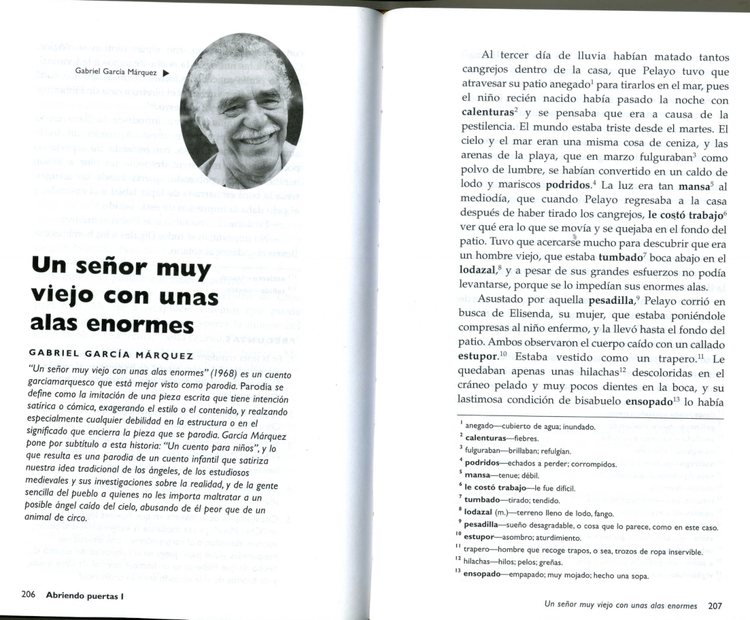 Gabriel García Márquez ▶
Un señor muy
viejo con unas
alas enormes
GABRIEL GARCÍA MÁRQUEZ
"Un señor muy viejo con unas alas enormes" (1968) es un cuento
garciamarquesco que está mejor visto como parodia. Parodia se
define como la imitación de una pieza escrita que tiene intención
satírica o cómica, exagerando el estilo o el contenido, y realzando
especialmente cualquier debilidad en la estructura o en el
significado que encierra la pieza que se parodia. García Márquez
pone por subtítulo a esta historia: "Un cuento para niños", y lo
que resulta es una parodia de un cuento infantil que satiriza
nuestra idea tradicional de los ángeles, de los estudiosos
medievales y sus investigaciones sobre la realidad, y de la gente
sencilla del pueblo a quienes no les importa maltratar a un
posible ángel caído del cielo, abusando de él peor que de un
animal de circo.
206 Abriendo puertas I
Al tercer día de lluvia habían matado tantos
cangrejos dentro de la casa, que Pelayo tuvo que
atravesar su patio anegado¹ para tirarlos en el mar, pues
el niño recién nacido había pasado la noche con
calenturas² y se pensaba que era a causa de la
pestilencia. El mundo estaba triste desde el martes. El
cielo y el mar eran una misma cosa de ceniza, y las
arenas de la playa, que en marzo fulguraban³ como
polvo de lumbre, se habían convertido en un caldo de
lodo y mariscos podridos.⁴ La luz era tan mansa⁵ al
mediodía, que cuando Pelayo regresaba a la casa
después de haber tirado los cangrejos, le costó trabajo⁶
ver qué era lo que se movía y se quejaba en el fondo del
patio. Tuvo que acercarse mucho para descubrir que era
un hombre viejo, que estaba tumbado⁷ boca abajo en el
lodazal,⁸ y a pesar de sus grandes esfuerzos no podía
levantarse, porque se lo impedían sus enormes alas.
Asustado por aquella pesadilla,⁹ Pelayo corrió en
busca de Elisenda, su mujer, que estaba poniéndole
compresas al niño enfermo, y la llevó hasta el fondo del
patio. Ambos observaron el cuerpo caído con un callado
estupor.¹⁰ Estaba vestido como un trapero.¹¹ Le
quedaban apenas unas hilachas¹² descoloridas en el
cráneo pelado y muy pocos dientes en la boca, y su
lastimosa condición de bisabuelo ensopado¹³ lo había
¹ anegado—cubierto de agua; inundado.
² calenturas—fiebres.
³ fulguraban—brillaban; refulgían.
⁴ podridos—echados a perder; corrompidos.
⁵ mansa—tenue; débil.
⁶ le costó trabajo—le fue difícil.
⁷ tumbado—tirado; tendido.
⁸ lodazal (m.)—terreno lleno de lodo, fango.
⁹ pesadilla—sueño desagradable, o cosa que lo parece, como en este caso.
¹⁰ estupor—asombro; aturdimiento.
¹¹ trapero—hombre que recoge trapos, o sea, trozos de ropa inservible.
¹² hilachas—hilos; pelos; greñas.
¹³ ensopado—empapado; muy mojado; hecho una sopa.
Un señor muy viejo con unas alas enormes 207